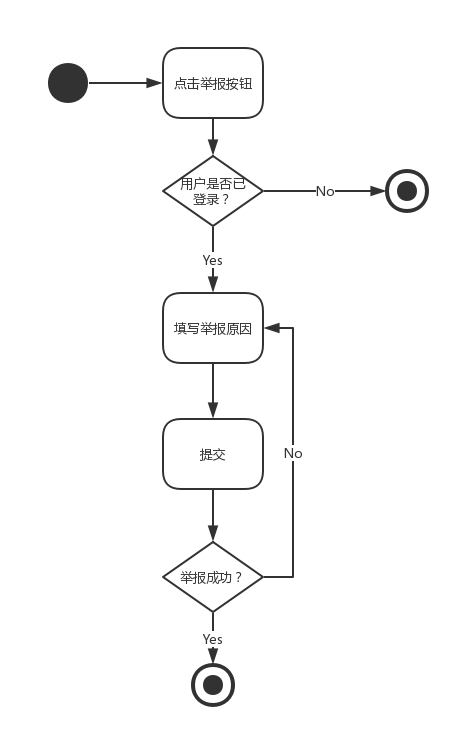 点击举报按钮
用户是否已
登录？
No
Yes
填写举报原因
提交
No
举报成功？
Yes